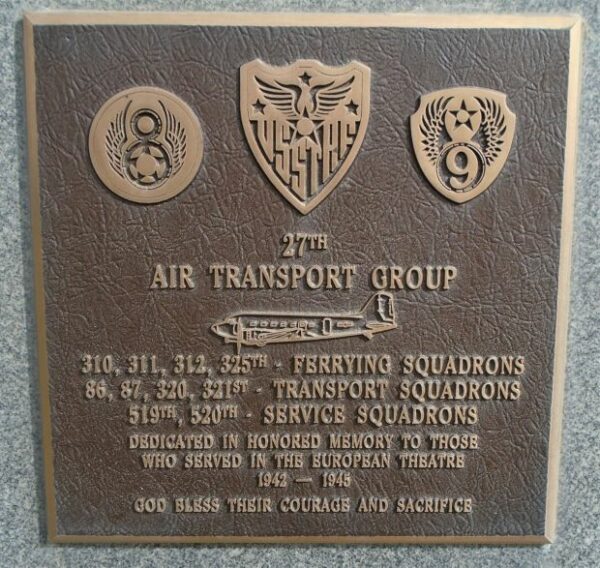 8
USSTAF
9
27TH
AIR TRANSPORT GROUP
310, 311, 312, 325TH - FERRYING SQUADRONS
86, 87, 320, 321ST - TRANSPORT SQUADRONS
519TH, 520TH - SERVICE SQUADRONS
DEDICATED IN HONORED MEMORY TO THOSE
WHO SERVED IN THE EUROPEAN THEATRE
1942 — 1945
GOD BLESS THEIR COURAGE AND SACRIFICE